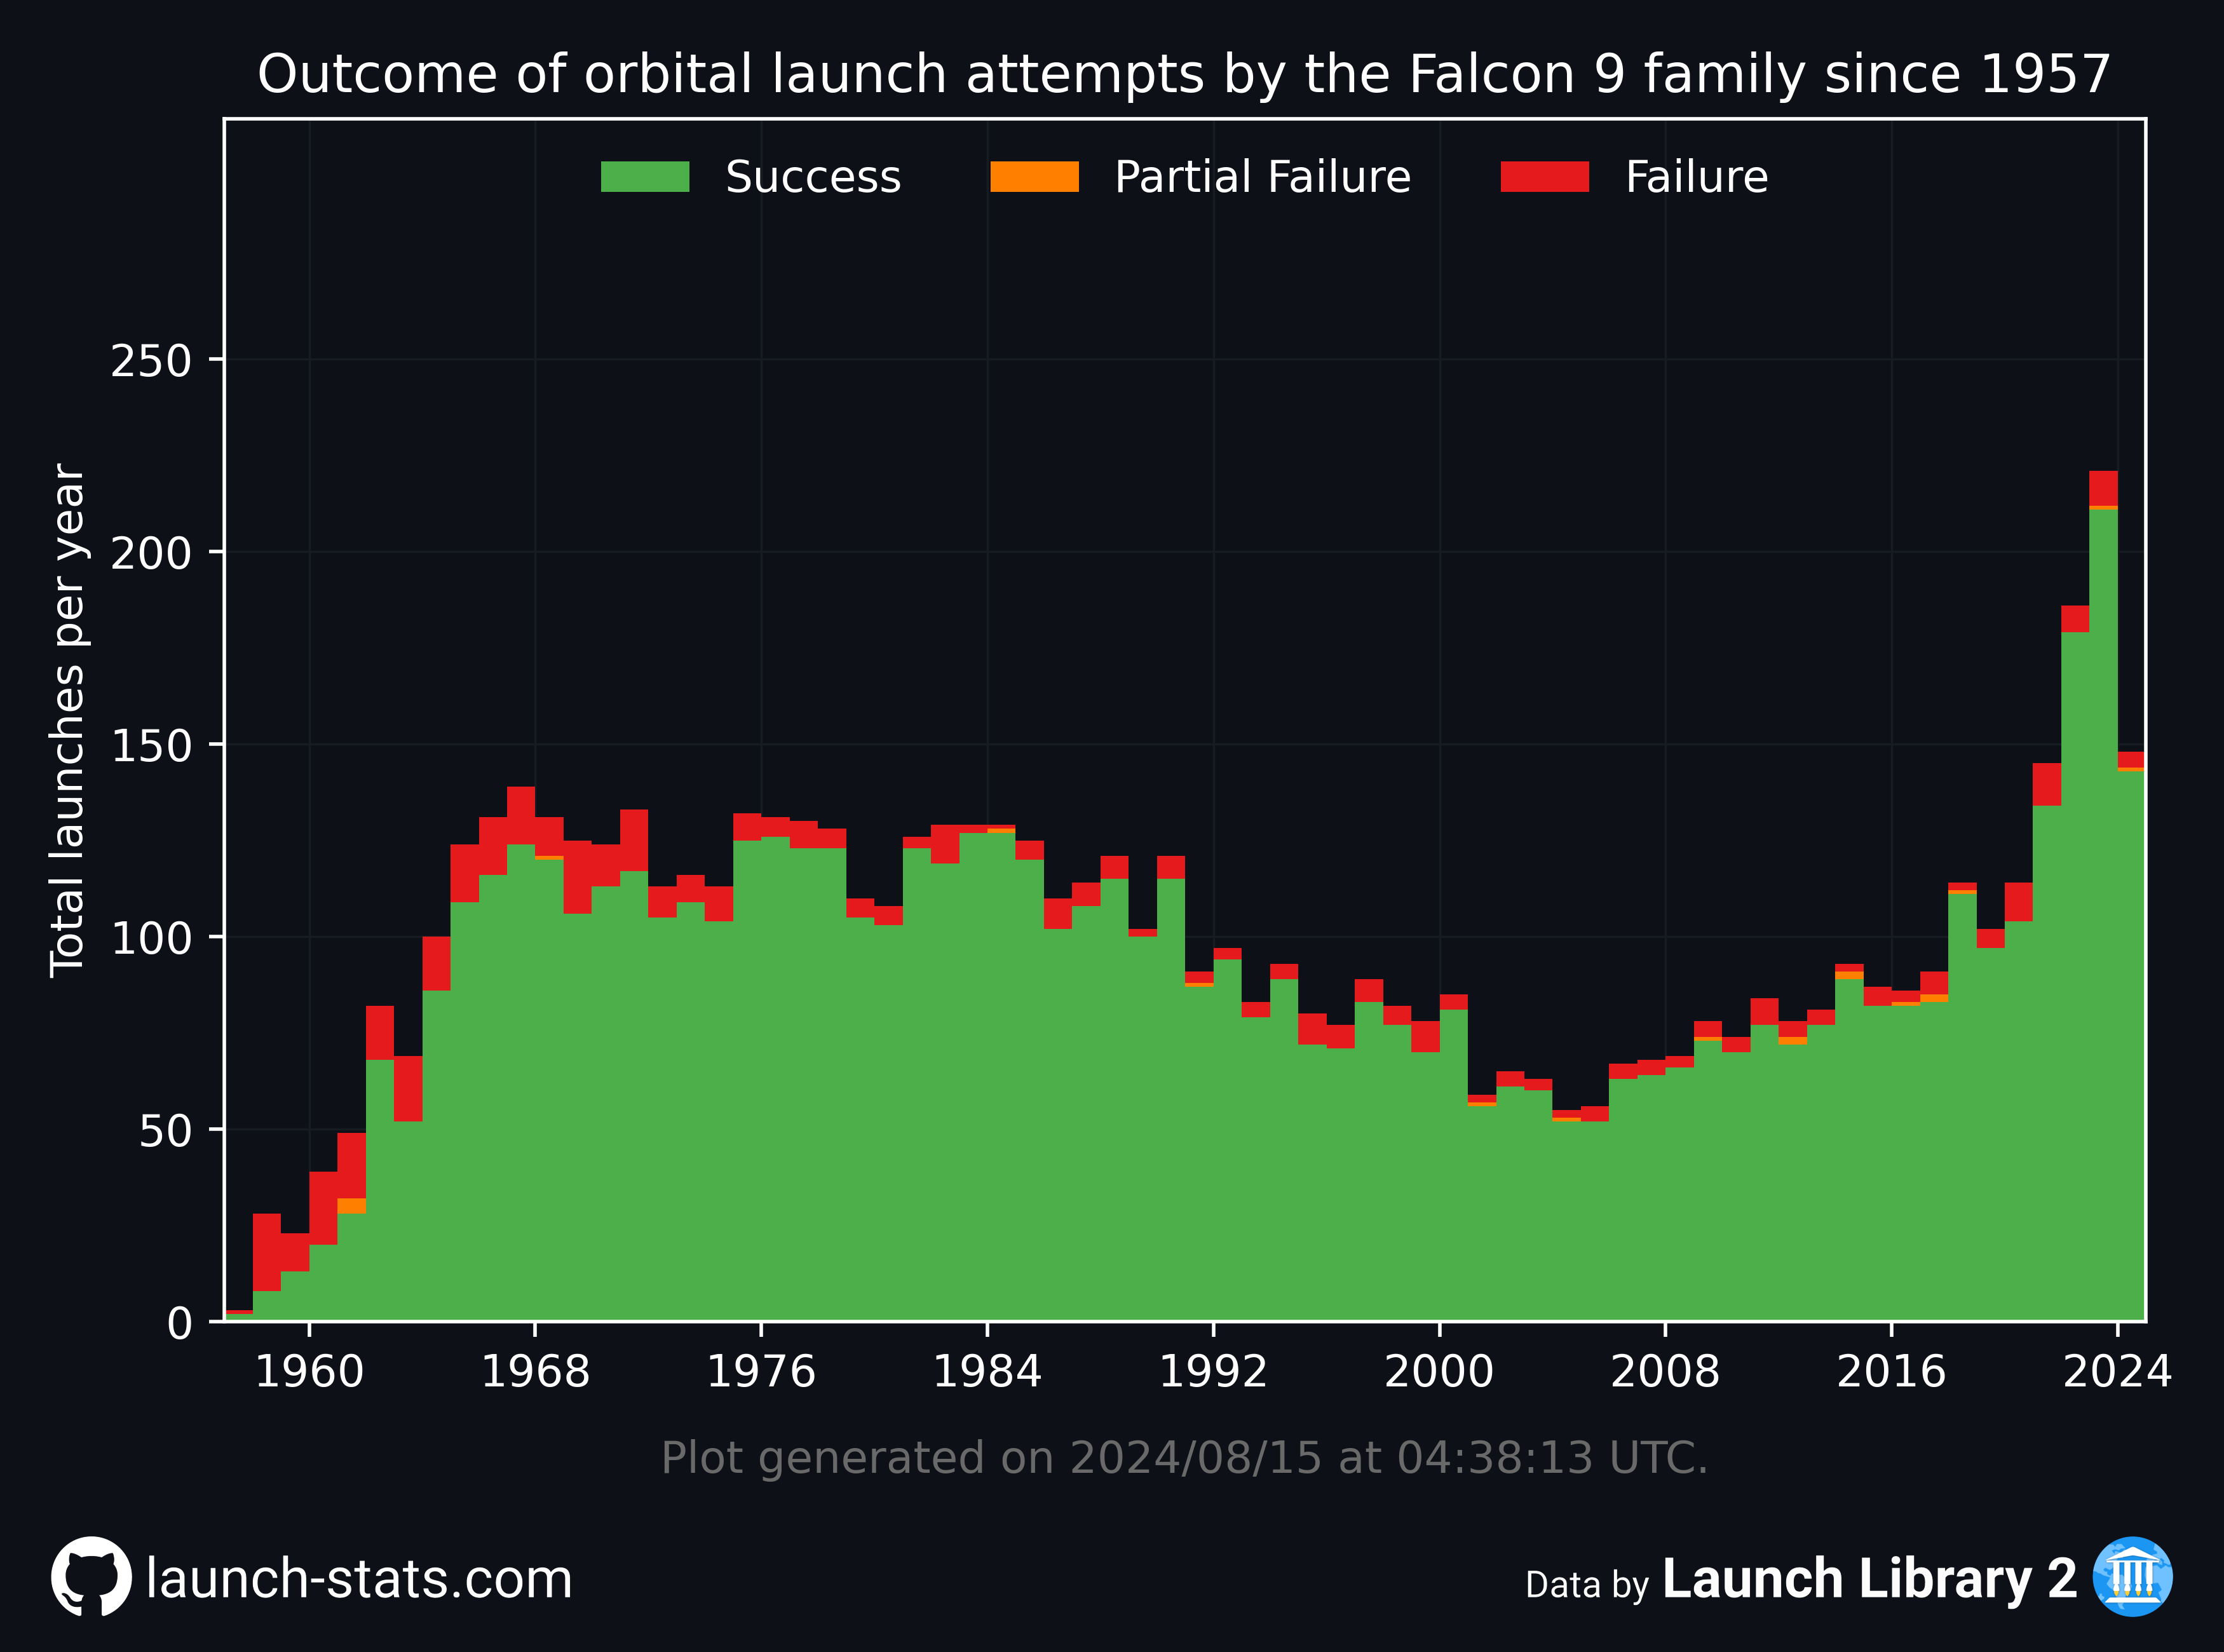 Outcome of orbital launch attempts by the Falcon 9 family since 1957
Success Partial Failure Failure
Total launches per year
250
200
150
100
50
0
1960 1968 1976 1984 1992 2000 2008 2016 2024
Plot generated on 2024/08/15 at 04:38:13 UTC.
launch-stats.com
Data by Launch Library 2